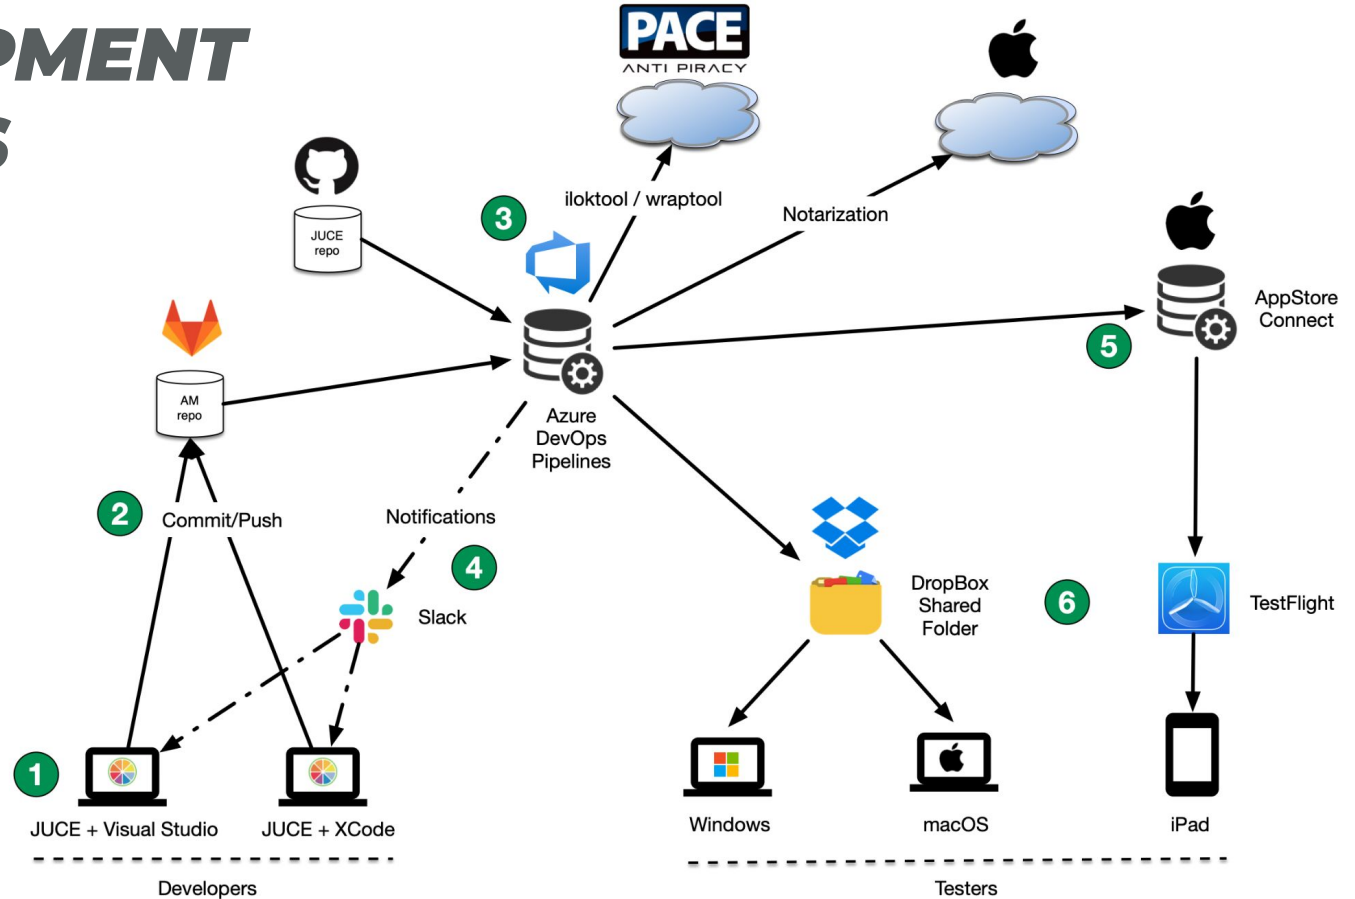 PMENT
S
PACE
ANTI PIRACY
JUCE
repo
3
iloktool / wraptool
Notarization
AppStore
Connect
5
AM
repo
Azure
DevOps
Pipelines
2
Commit/Push
Notifications
4
Slack
DropBox
Shared
Folder
6
TestFlight
1
JUCE + Visual Studio
JUCE + XCode
Windows
macOS
iPad
Developers
Testers